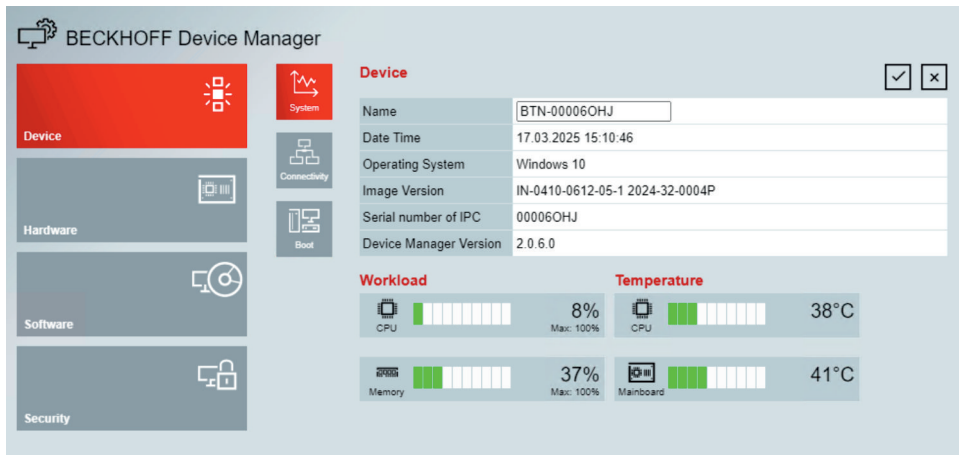 BECKHOFF Device Manager
Device
Hardware
Software
Security
System
Connectivity
Boot
Device
Name BTN-00006OHJ
Date Time 17.03.2025 15:10:46
Operating System Windows 10
Image Version IN-0410-0612-05-1 2024-32-0004P
Serial number of IPC 00006OHJ
Device Manager Version 2.0.6.0
Workload
CPU 8%
Max: 100%
Memory 37%
Max: 100%
Temperature
CPU 38°C
Mainboard 41°C